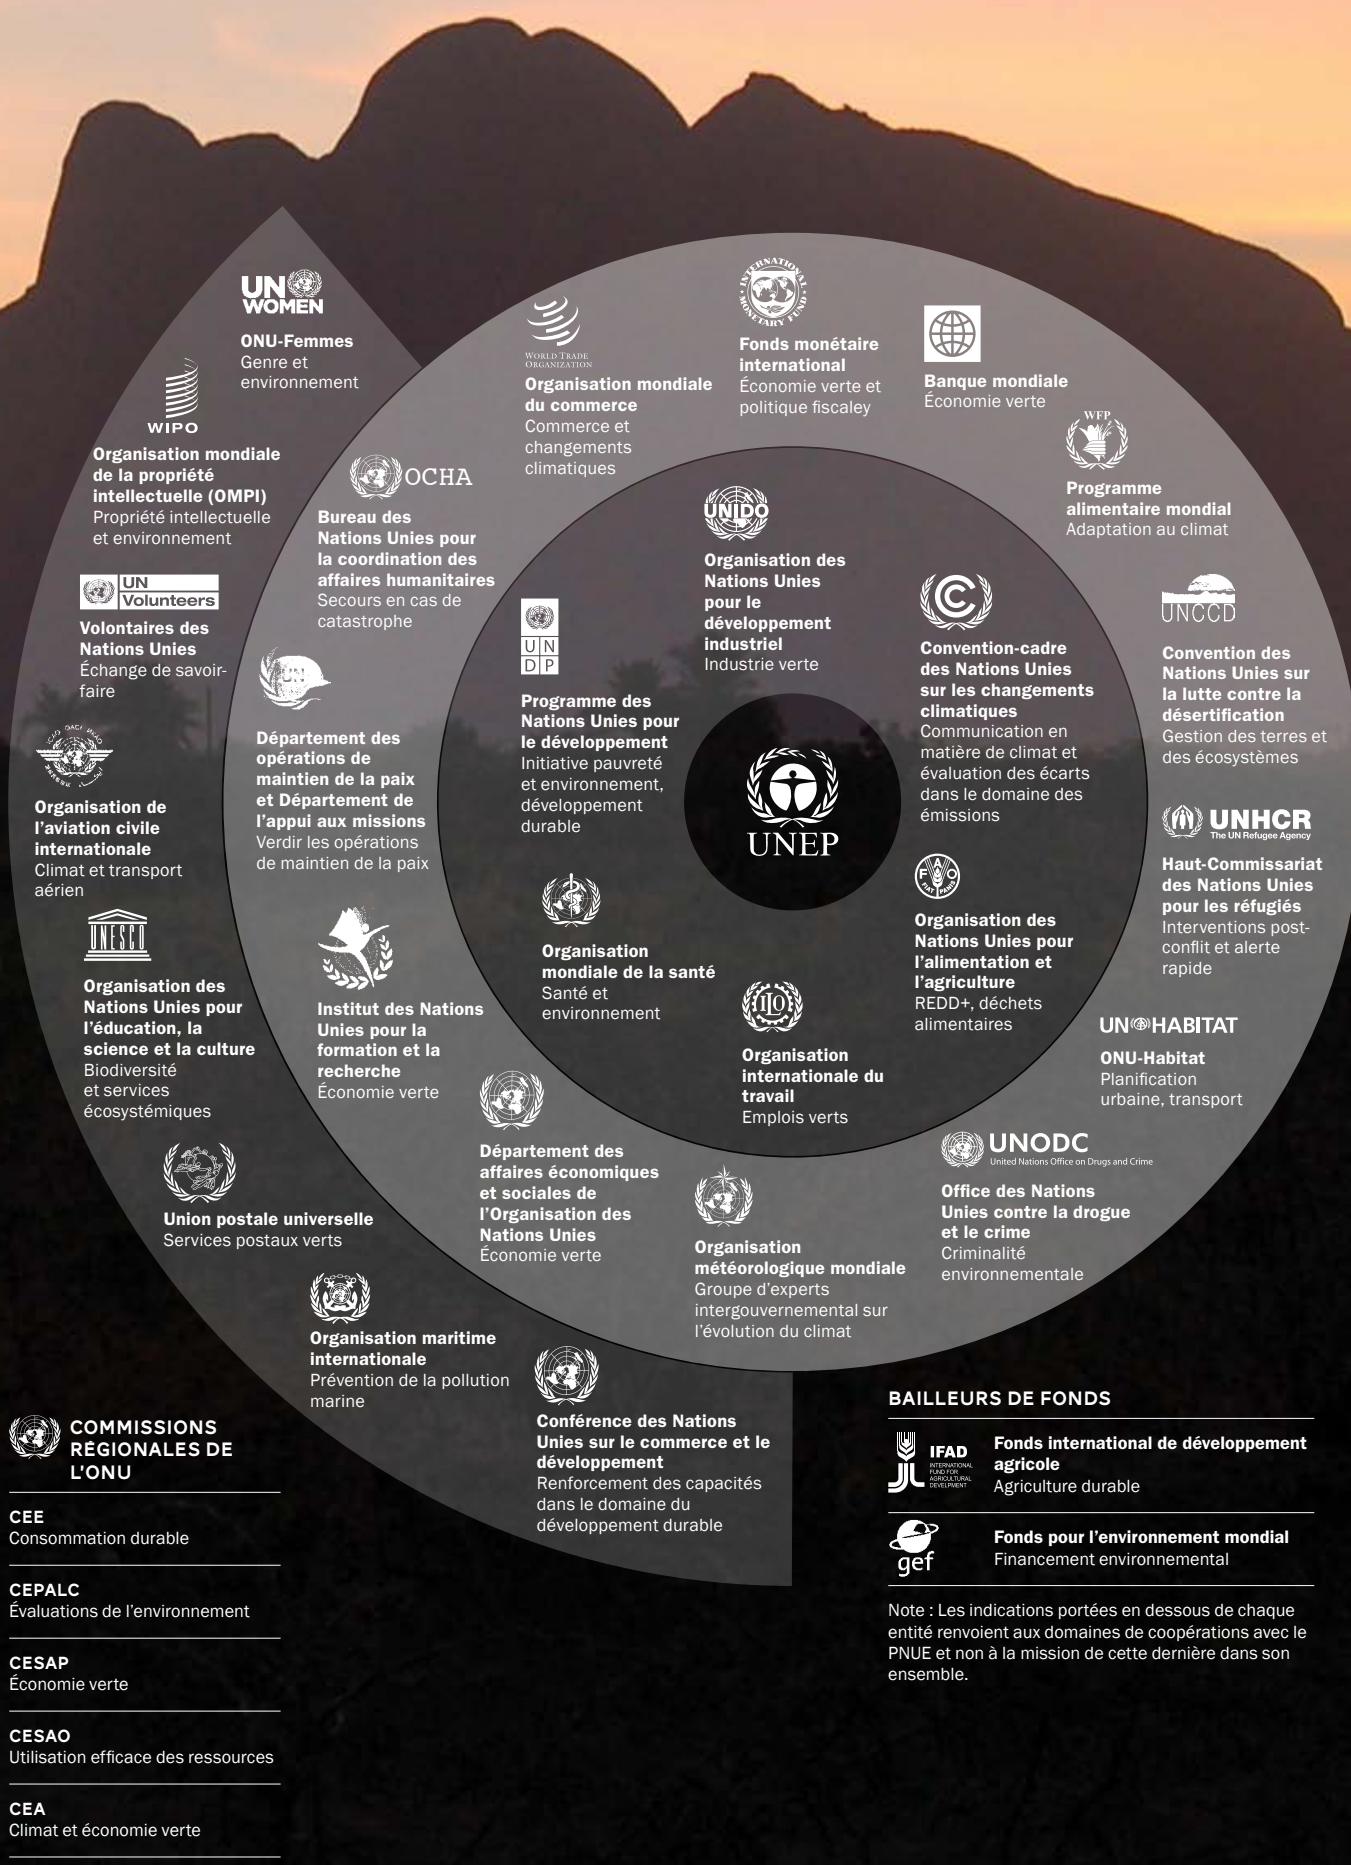 UN
WOMEN
ONU-Femmes
Genre et
environnement
WIPO
Organisation mondiale
de la propriété
intellectuelle (OMPI)
Propriété intellectuelle
et environnement
UN
Volunteers
Volontaires des
Nations Unies
Échange de savoir-
faire
Organisation de
l'aviation civile
internationale
Climat et transport
aérien
UNESCO
Organisation des
Nations Unies pour
l'éducation, la
science et la culture
Biodiversité
et services
écosystémiques
Union postale universelle
Services postaux verts
Organisation maritime
internationale
Prévention de la pollution
marine
Conférence des Nations
Unies sur le commerce et le
développement
Renforcement des capacités
dans le domaine du
développement durable
OCHA
Bureau des
Nations Unies pour
la coordination des
affaires humanitaires
Secours en cas de
catastrophe
UN
Département des
opérations de
maintien de la paix
et Département de
l'appui aux missions
Verdir les opérations
de maintien de la paix
Institut des Nations
Unies pour la
formation et la
recherche
Économie verte
Département des
affaires économiques
et sociales de
l'Organisation des
Nations Unies
Économie verte
Organisation
météorologique mondiale
Groupe d'experts
intergouvernemental sur
l'évolution du climat
UNODC
United Nations Office on Drugs and Crime
Office des Nations
Unies contre la drogue
et le crime
Criminalité
environnementale
UN HABITAT
ONU-Habitat
Planification
urbaine, transport
UNHCR
The UN Refugee Agency
Haut-Commissariat
des Nations Unies
pour les réfugiés
Interventions post-
conflit et alerte
rapide
UNCCD
Convention des
Nations Unies sur
la lutte contre la
désertification
Gestion des terres et
des écosystèmes
WFP
Programme
alimentaire mondial
Adaptation au climat
Banque mondiale
Économie verte
INTERNATIONAL
MONETARY FUND
Fonds monétaire
international
Économie verte et
politique fiscaley
WORLD TRADE
ORGANIZATION
Organisation mondiale
du commerce
Commerce et
changements
climatiques
UNIDO
Organisation des
Nations Unies
pour le
développement
industriel
Industrie verte
Convention-cadre
des Nations Unies
sur les changements
climatiques
Communication en
matière de climat et
évaluation des écarts
dans le domaine des
émissions
FAO
FIAT PANIS
Organisation des
Nations Unies pour
l'alimentation et
l'agriculture
REDD+, déchets
alimentaires
ILO
Organisation
internationale du
travail
Emplois verts
Organisation
mondiale de la santé
Santé et
environnement
UN
DP
Programme des
Nations Unies pour
le développement
Initiative pauvreté
et environnement,
développement
durable
UNEP
COMMISSIONS
RÉGIONALES DE
L'ONU
CEE
Consommation durable
CEPALC
Évaluations de l'environnement
CESAP
Économie verte
CESAO
Utilisation efficace des ressources
CEA
Climat et économie verte
BAILLEURS DE FONDS
IFAD
INTERNATIONAL
FUND FOR
AGRICULTURAL
DEVELPMENT
Fonds international de développement
agricole
Agriculture durable
gef
Fonds pour l'environnement mondial
Financement environnemental
Note : Les indications portées en dessous de chaque
entité renvoient aux domaines de coopérations avec le
PNUE et non à la mission de cette dernière dans son
ensemble.